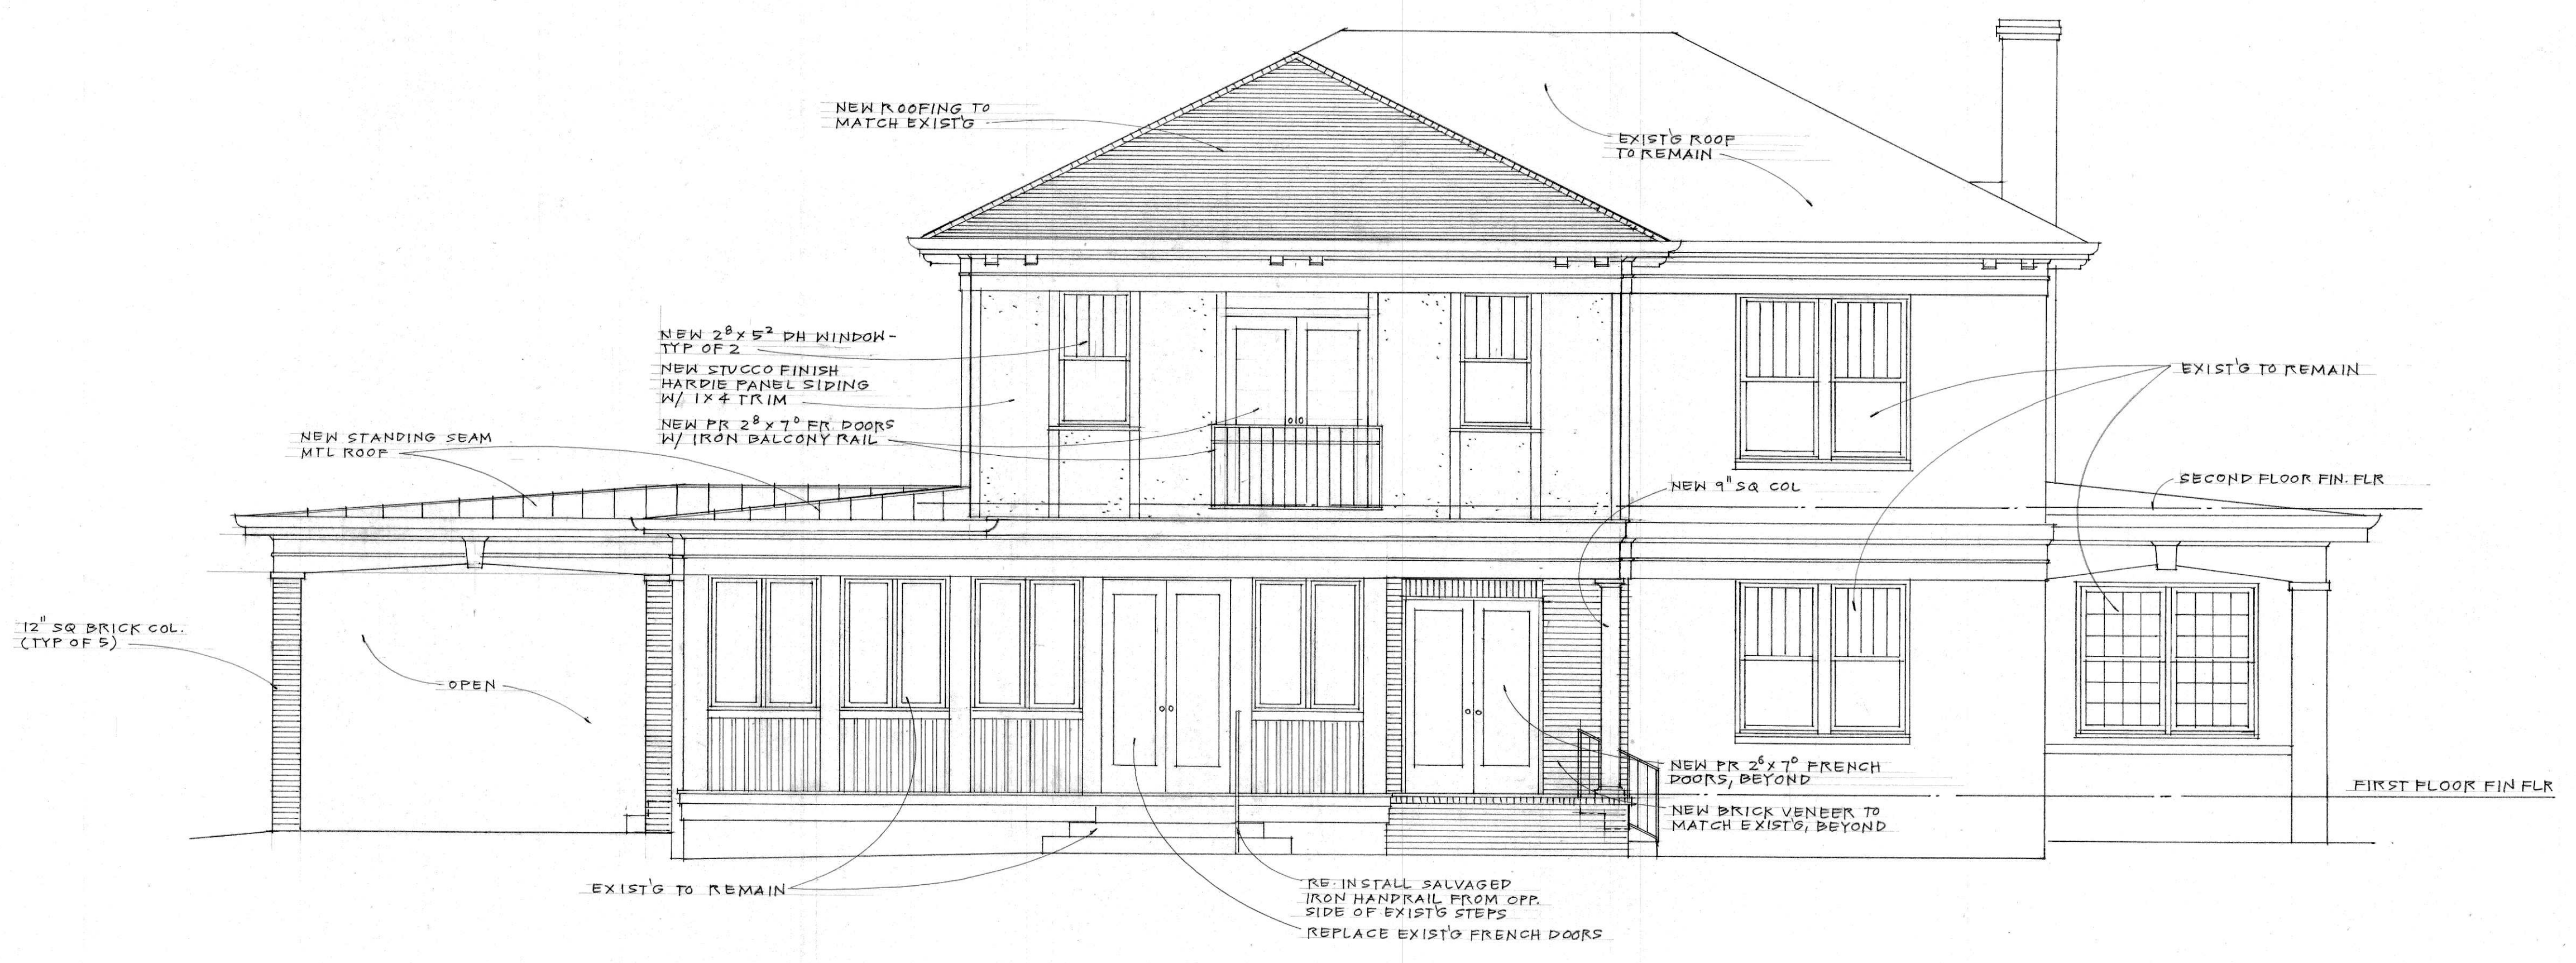 NEW ROOFING TO
MATCH EXIST'G
EXIST'G ROOF
TO REMAIN
NEW 2⁸ x 5² DH WINDOW-
TYP OF 2
NEW STUCCO FINISH
HARDIE PANEL SIDING
W/ 1x4 TRIM
NEW PR 2⁸ x 7⁰ FR. DOORS
W/ IRON BALCONY RAIL
EXIST'G TO REMAIN
NEW STANDING SEAM
MTL ROOF
NEW 9" SQ COL
SECOND FLOOR FIN. FLR
12" SQ BRICK COL.
(TYP OF 5)
OPEN
NEW PR 2⁶ x 7⁰ FRENCH
DOORS, BEYOND
FIRST FLOOR FIN FLR
NEW BRICK VENEER TO
MATCH EXIST'G, BEYOND
EXIST'G TO REMAIN
RE-INSTALL SALVAGED
IRON HANDRAIL FROM OPP.
SIDE OF EXIST'G STEPS
REPLACE EXIST'G FRENCH DOORS